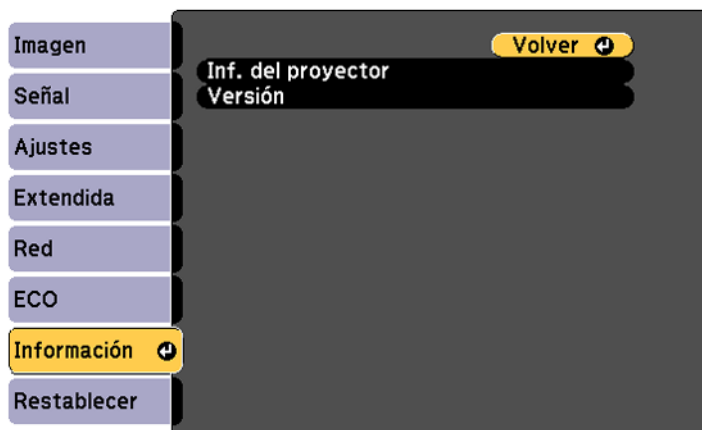 Imagen
Señal
Ajustes
Extendida
Red
ECO
Información
Restablecer
Volver
Inf. del proyector
Versión